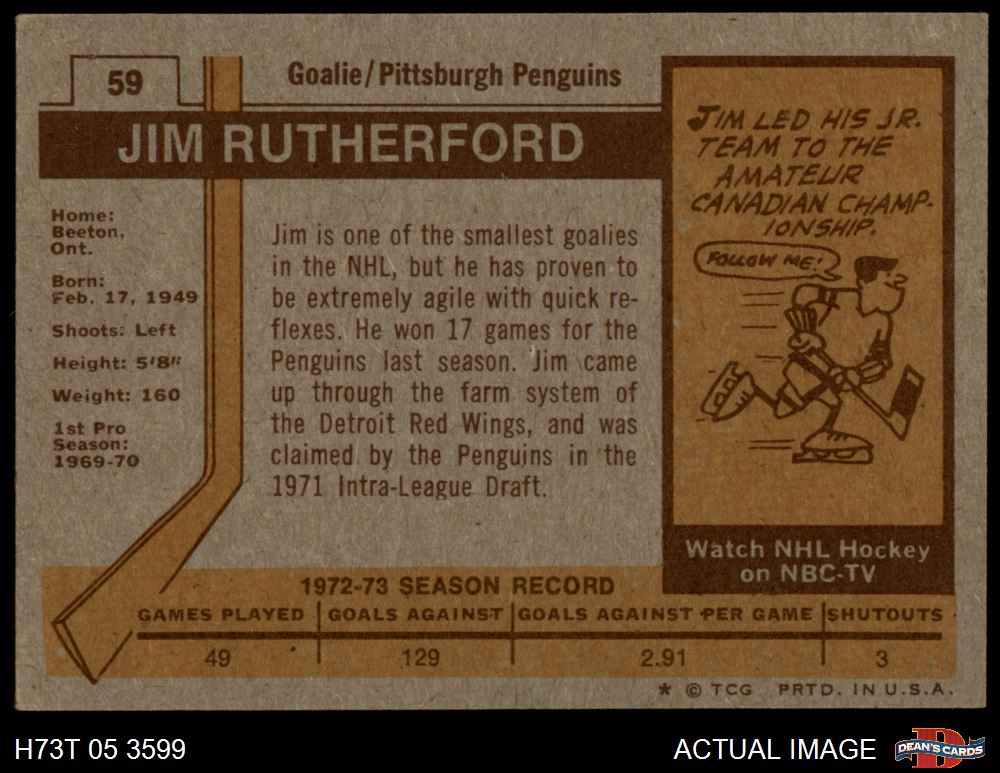 59
Goalie/Pittsburgh Penguins
JIM RUTHERFORD
Home:
Beeton,
Ont.
Born:
Feb. 17, 1949
Shoots: Left
Height: 5'8"
Weight: 160
1st Pro
Season:
1969-70
Jim is one of the smallest goalies
in the NHL, but he has proven to
be extremely agile with quick re-
flexes. He won 17 games for the
Penguins last season. Jim came
up through the farm system of
the Detroit Red Wings, and was
claimed by the Penguins in the
1971 Intra-League Draft.
JIM LED HIS JR.
TEAM TO THE
AMATEUR
CANADIAN CHAMP-
IONSHIP.
FOLLOW ME!
Watch NHL Hockey
on NBC-TV
1972-73 SEASON RECORD
GAMES PLAYED GOALS AGAINST GOALS AGAINST PER GAME SHUTOUTS
49 129 2.91 3
* © TCG PRTD. IN U.S.A.
H73T 05 3599
ACTUAL IMAGE
D
DEAN'S CARDS